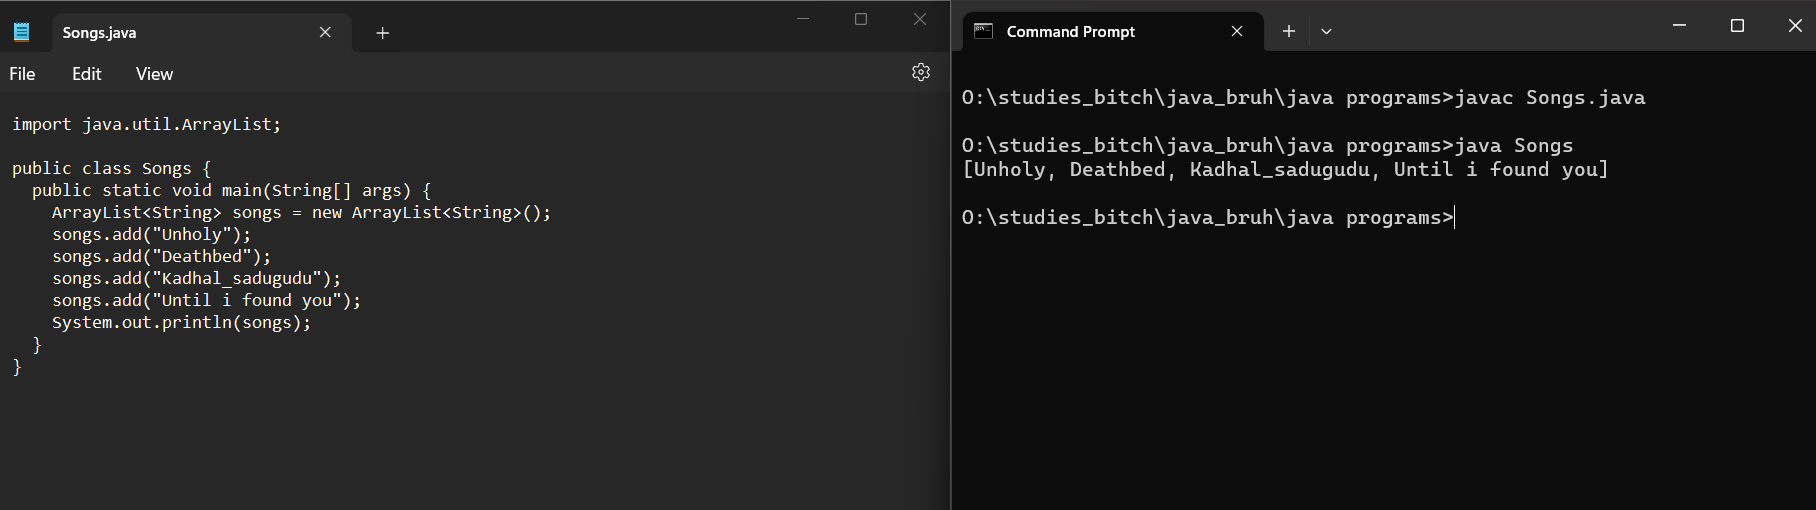 Songs.java
File Edit View
import java.util.ArrayList;
public class Songs {
public static void main(String[] args) {
ArrayList<String> songs = new ArrayList<String>();
songs.add("Unholy");
songs.add("Deathbed");
songs.add("Kadhal_sadugudu");
songs.add("Until i found you");
System.out.println(songs);
}
}
Command Prompt
O:\studies_bitch\java_bruh\java programs>javac Songs.java
O:\studies_bitch\java_bruh\java programs>java Songs
[Unholy, Deathbed, Kadhal_sadugudu, Until i found you]
O:\studies_bitch\java_bruh\java programs>